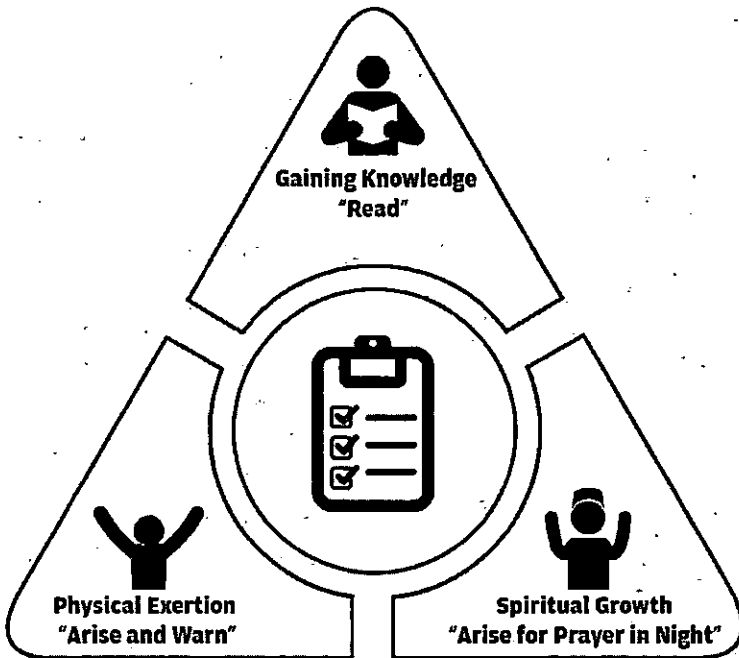 Gaining Knowledge
"Read"
Physical Exertion
"Arise and Warn"
Spiritual Growth
"Arise for Prayer in Night"